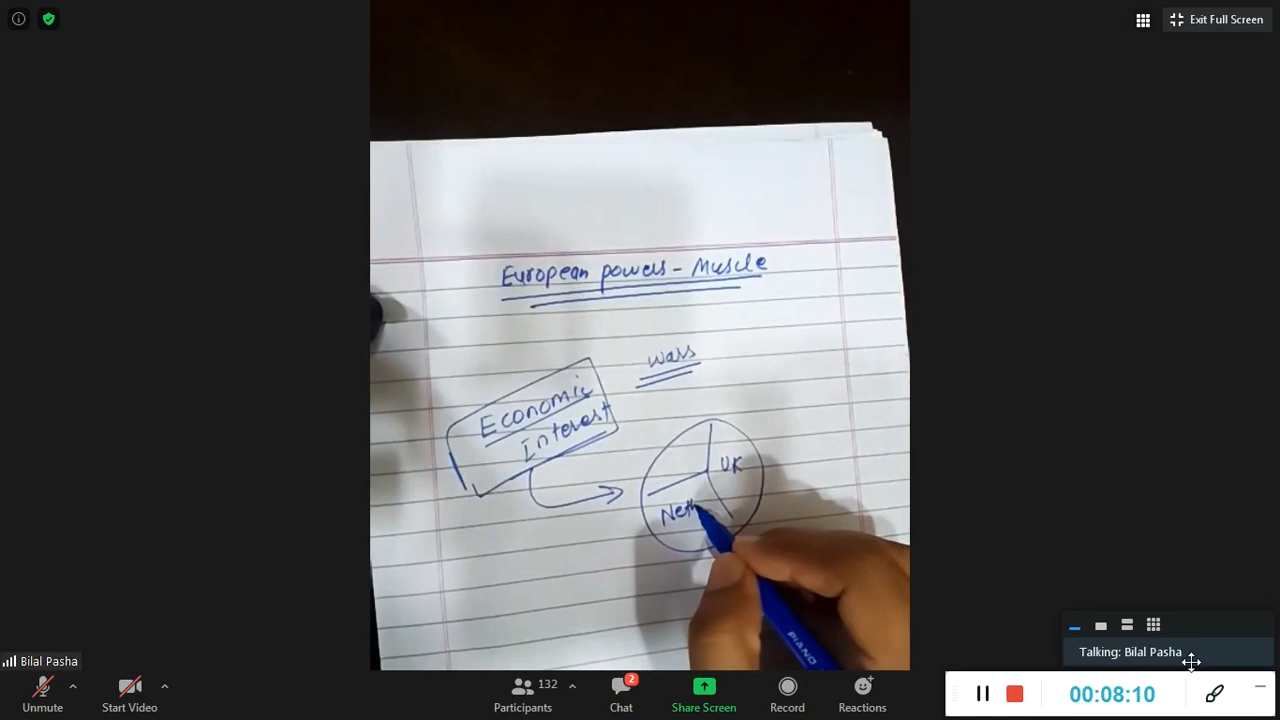 Exit Full Screen
European powers - Muscle
wars
Economic
Interest
UK
Neth
PIANO
Talking: Bilal Pasha
Bilal Pasha
Unmute
Start Video
132
Participants
2
Chat
Share Screen
Record
Reactions
00:08:10